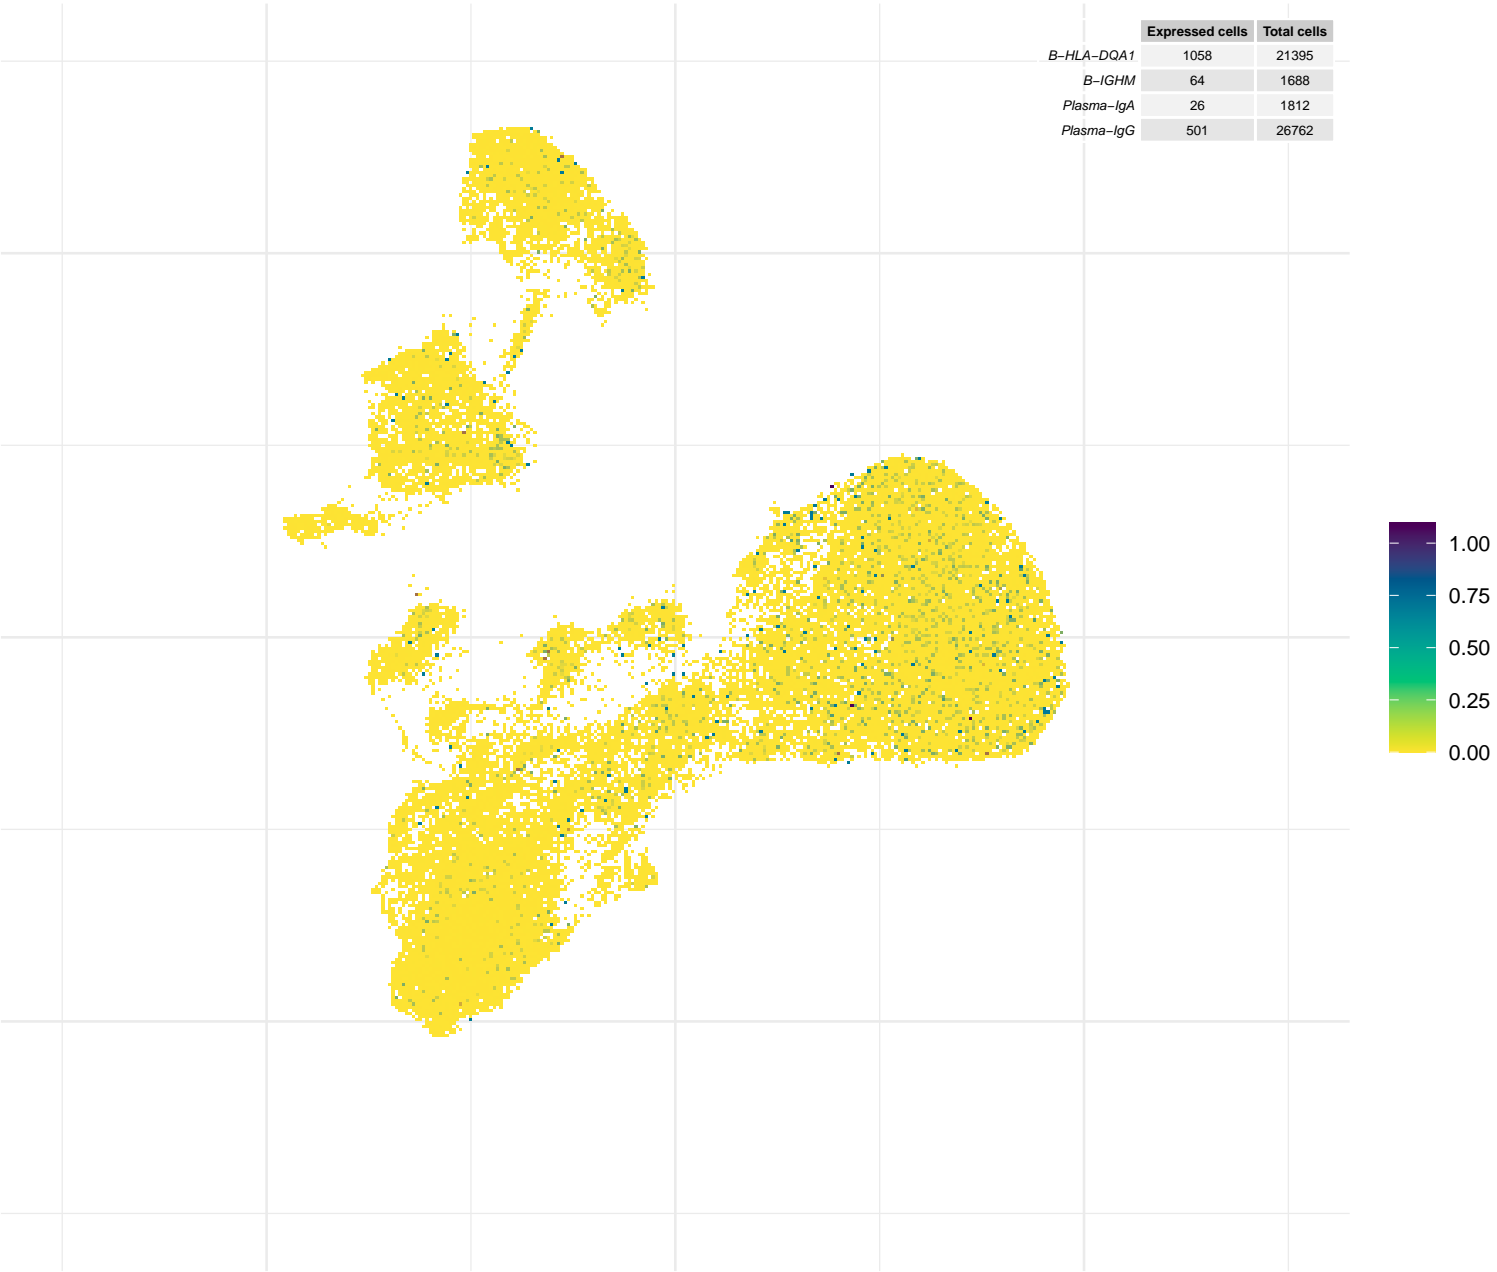 Expressed cells Total cells
B−HLA−DQA1 1058 21395
B−IGHM 64 1688
Plasma−IgA 26 1812
Plasma−IgG 501 26762
1.00
0.75
0.50
0.25
0.00